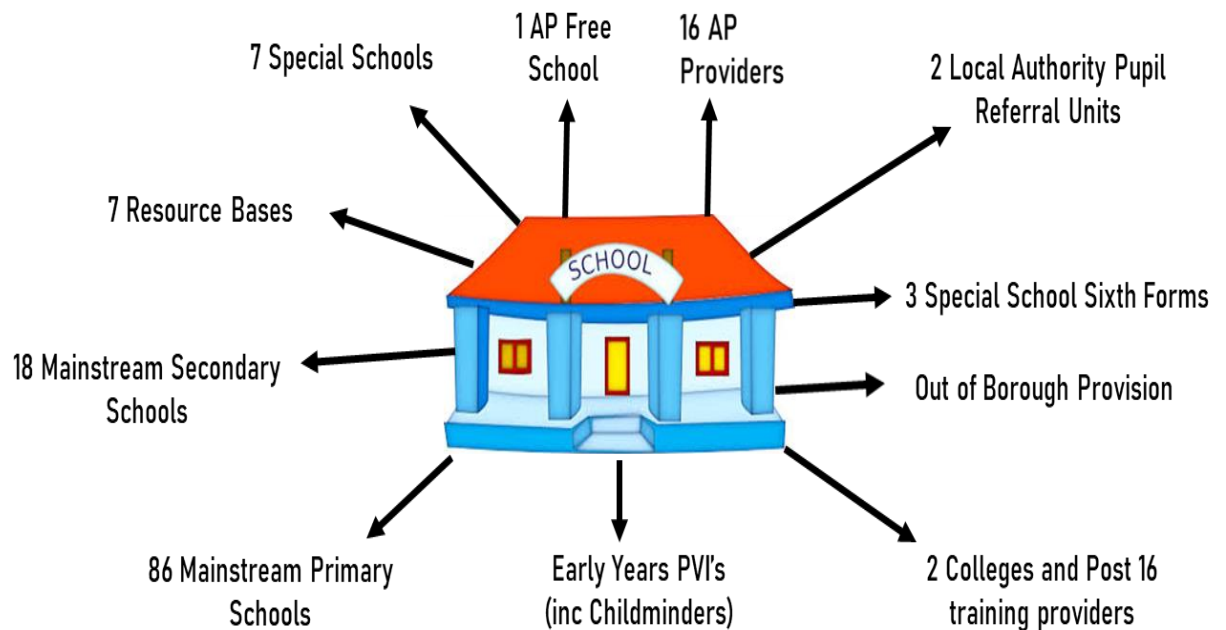 1 AP Free
School
16 AP
Providers
7 Special Schools
2 Local Authority Pupil
Referral Units
7 Resource Bases
SCHOOL
3 Special School Sixth Forms
18 Mainstream Secondary
Schools
Out of Borough Provision
86 Mainstream Primary
Schools
Early Years PVI's
(inc Childminders)
2 Colleges and Post 16
training providers